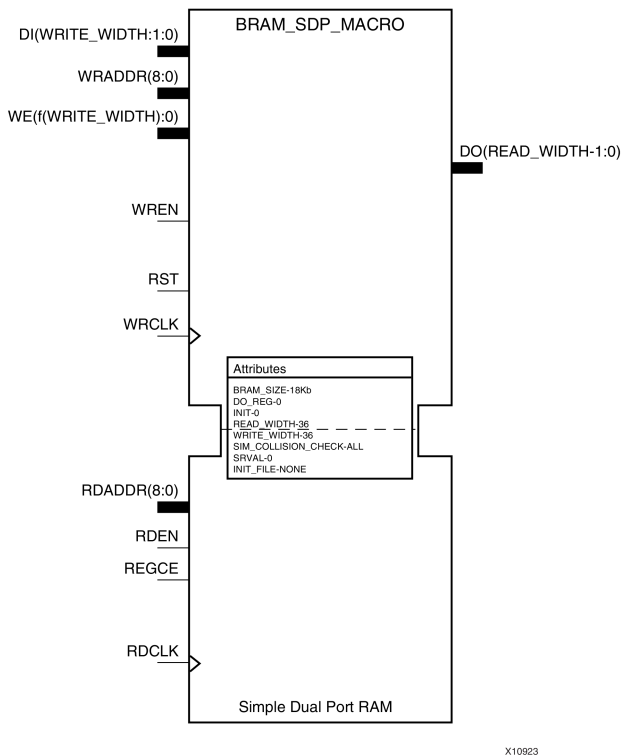 BRAM_SDP_MACRO
DI(WRITE_WIDTH:1:0)
WRADDR(8:0)
WE(f(WRITE_WIDTH):0)
DO(READ_WIDTH-1:0)
WREN
RST
WRCLK
Attributes
BRAM_SIZE-18Kb
DO_REG-0
INIT-0
READ_WIDTH-36
WRITE_WIDTH-36
SIM_COLLISION_CHECK-ALL
SRVAL-0
INIT_FILE-NONE
RDADDR(8:0)
RDEN
REGCE
RDCLK
Simple Dual Port RAM
X10923